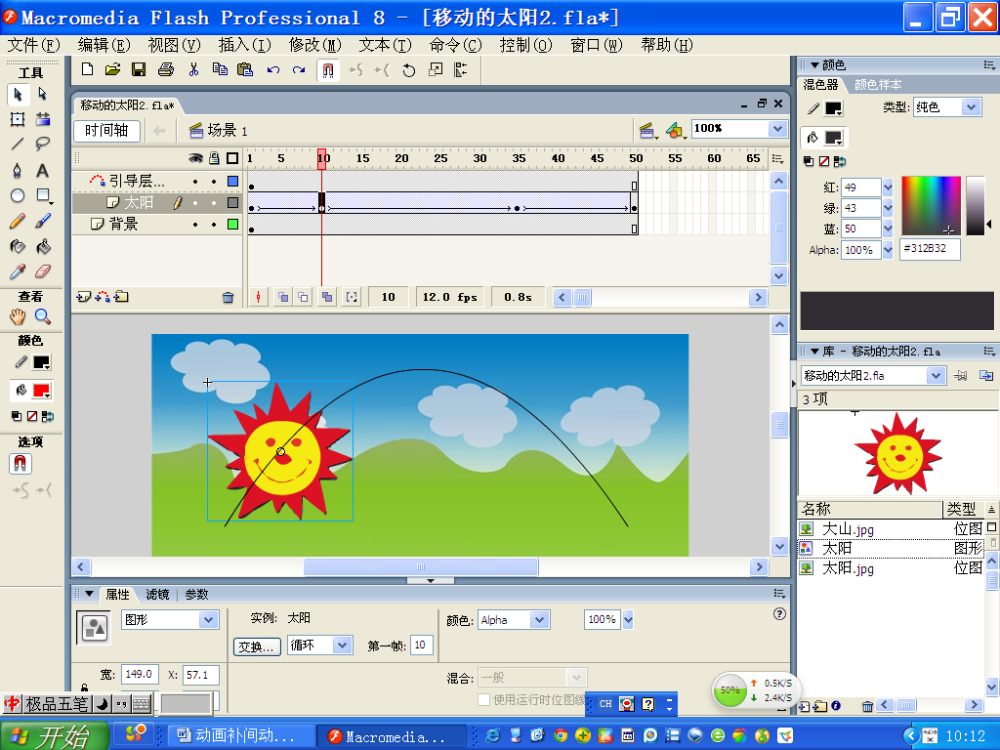 Macromedia Flash Professional 8 - [移动的太阳2.fla*]
文件(F) 编辑(E) 视图(V) 插入(I) 修改(M) 文本(T) 命令(C) 控制(O) 窗口(W) 帮助(H)
工具
查看
颜色
选项
移动的太阳2.fla*
时间轴 场景 1 100%
1 5 10 15 20 25 30 35 40 45 50 55 60 65
引导层...
太阳
背景
10 12.0 fps 0.8s
属性 滤镜 参数
图形 实例: 太阳 颜色: Alpha 100%
交换... 循环 第一帧: 10
宽: 149.0 X: 57.1
混合: 一般
使用运行时位图缓
颜色
混色器 颜色样本
类型: 纯色
红: 49
绿: 43
蓝: 50
Alpha: 100% #312B32
库 - 移动的太阳2.fla
移动的太阳2.fla
3 项
名称 类型
大山.jpg 位图
太阳 图形
太阳.jpg 位图
中 极品五笔
CH
50% 0.5K/S
2.4K/S
开始 动画补间动... Macromedia... 10:12